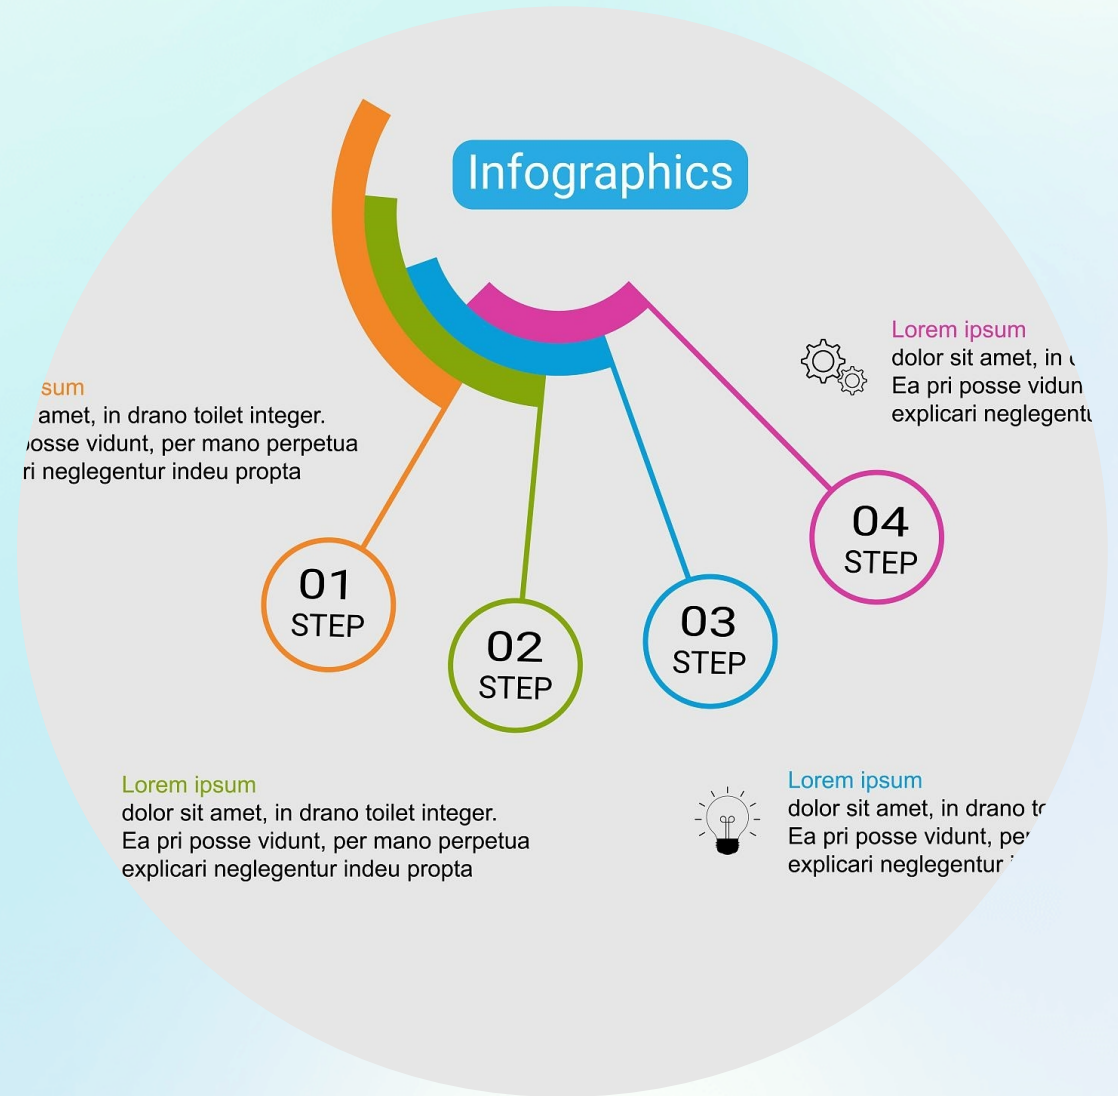 Infographics
Lorem ipsum
dolor sit amet, in
Ea pri posse vidun
explicari neglegentu
sum
amet, in drano toilet integer.
osse vidunt, per mano perpetua
ri neglegentur indeu propta
04
STEP
01
STEP
02
STEP
03
STEP
Lorem ipsum
dolor sit amet, in drano toilet integer.
Ea pri posse vidunt, per mano perpetua
explicari neglegentur indeu propta
Lorem ipsum
dolor sit amet, in drano to
Ea pri posse vidunt, per
explicari neglegentur